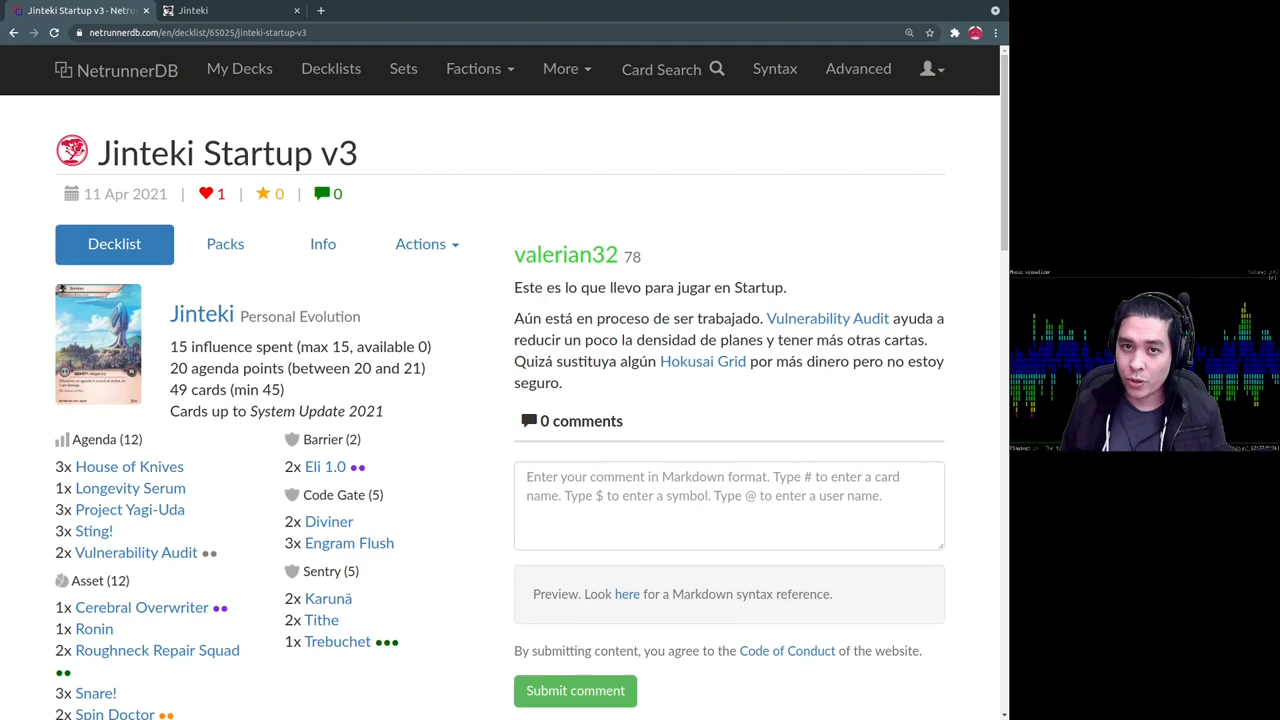 Jinteki Startup v3 · Netru
Jinteki
netrunnerdb.com/en/decklist/65025/jinteki-startup-v3
NetrunnerDB My Decks Decklists Sets Factions More Card Search Syntax Advanced
Jinteki Startup v3
11 Apr 2021 | 1 | 0 | 0
Decklist Packs Info Actions
Jinteki Personal Evolution
15 influence spent (max 15, available 0)
20 agenda points (between 20 and 21)
49 cards (min 45)
Cards up to System Update 2021
Agenda (12)
3x House of Knives
1x Longevity Serum
3x Project Yagi-Uda
3x Sting!
2x Vulnerability Audit
Asset (12)
1x Cerebral Overwriter
1x Ronin
2x Roughneck Repair Squad
3x Snare!
2x Spin Doctor
Barrier (2)
2x Eli 1.0
Code Gate (5)
2x Diviner
3x Engram Flush
Sentry (5)
2x Karunā
2x Tithe
1x Trebuchet
valerian32 78
Este es lo que llevo para jugar en Startup.
Aún está en proceso de ser trabajado. Vulnerability Audit ayuda a
reducir un poco la densidad de planes y tener más otras cartas.
Quizá sustituya algún Hokusai Grid por más dinero pero no estoy
seguro.
0 comments
Enter your comment in Markdown format. Type # to enter a card
name. Type $ to enter a symbol. Type @ to enter a user name.
Preview. Look here for a Markdown syntax reference.
By submitting content, you agree to the Code of Conduct of the website.
Submit comment
Music visualizer